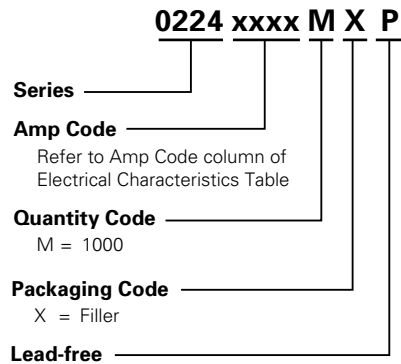 0224 xxxx M X P
Series
Amp Code
Refer to Amp Code column of
Electrical Characteristics Table
Quantity Code
M = 1000
Packaging Code
X = Filler
Lead-free